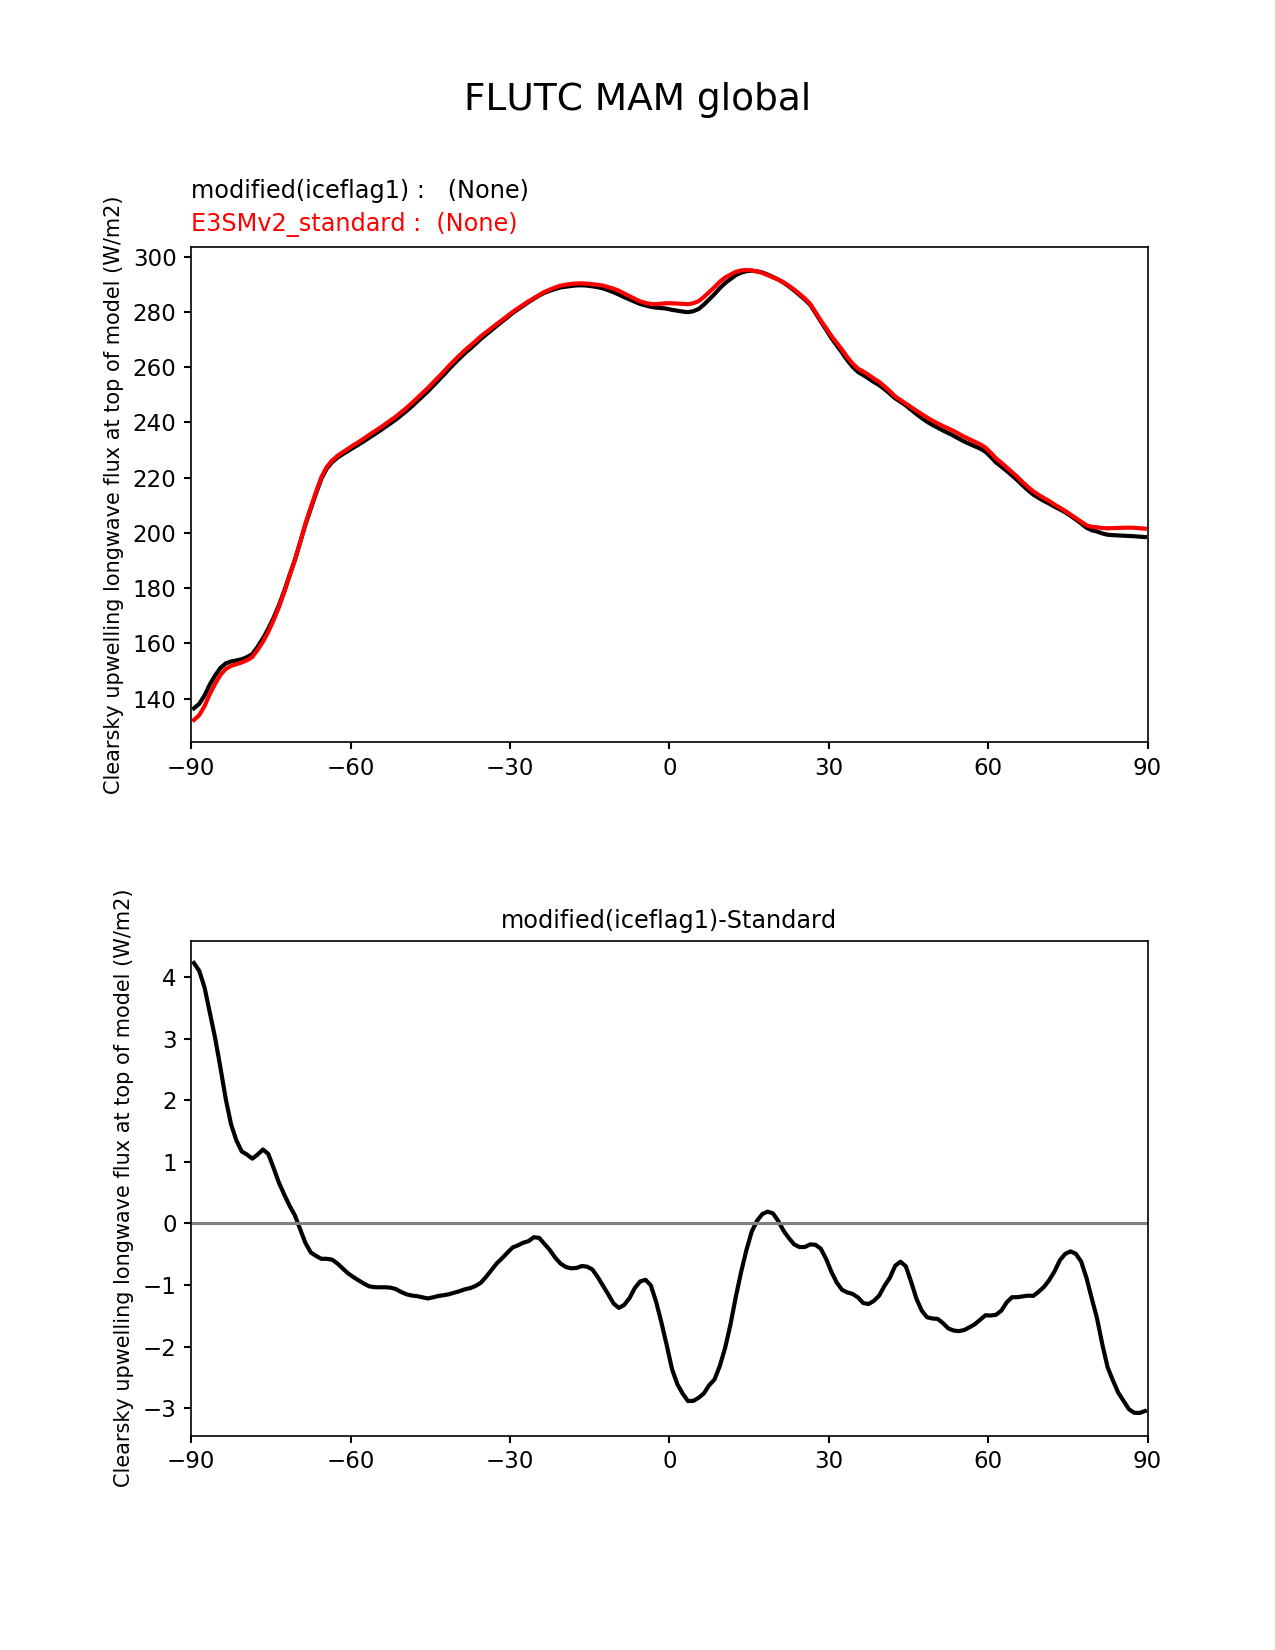 FLUTC MAM global
modified(iceflag1) :   (None)
E3SMv2_standard :  (None)
Clearsky upwelling longwave flux at top of model (W/m2)
300
280
260
240
220
200
180
160
140
−90 −60 −30 0 30 60 90
modified(iceflag1)-Standard
Clearsky upwelling longwave flux at top of model (W/m2)
4
3
2
1
0
−1
−2
−3
−90 −60 −30 0 30 60 90